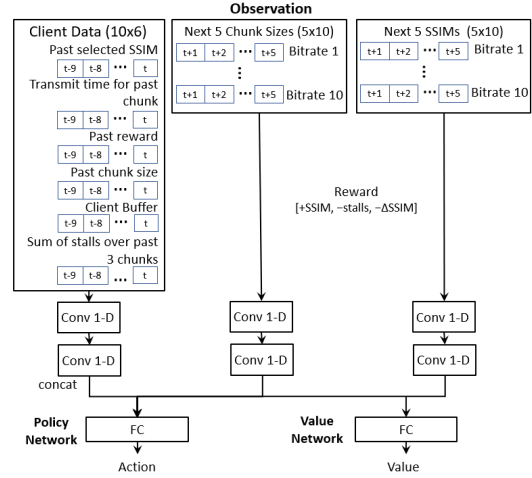 Observation
Client Data (10x6)
Past selected SSIM
t-9 t-8 ••• t
Transmit time for past
chunk
t-9 t-8 ••• t
Past reward
t-9 t-8 ••• t
Past chunk size
t-9 t-8 ••• t
Client Buffer
t-9 t-8 ••• t
Sum of stalls over past
3 chunks
t-9 t-8 ... t
Next 5 Chunk Sizes (5x10)
t+1 t+2 ••• t+5 Bitrate 1
⋮
t+1 t+2 ••• t+5 Bitrate 10
Next 5 SSIMs (5x10)
Bitrate 1
t+1 t+2 ••• t+5
⋮
t+1 t+2 ••• t+5 Bitrate 10
Reward
[+SSIM, −stalls, −ΔSSIM]
Conv 1-D Conv 1-D Conv 1-D
Conv 1-D Conv 1-D Conv 1-D
concat
Policy
Network
FC
Action
Value
Network
FC
Value